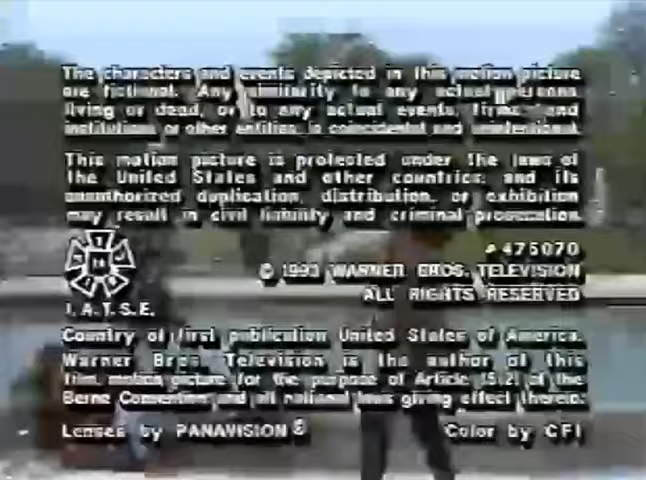 The characters and events depicted in this motion picture
are fictional. Any similarity to any actual persons
living or dead, or to any actual events, firms and
institutions or other entities, is coincidental and unintentional.
This motion picture is protected under the laws of
the United States and other countries, and its
unauthorized duplication, distribution, or exhibition
may result in civil liability and criminal prosecution.
# 475070
© 1993 WARNER BROS. TELEVISION
ALL RIGHTS RESERVED
I. A. T. S. E.
Country of first publication United States of America.
Warner Bros. Television is the author of this
film, motion picture for the purpose of Article 15(2) of the
Berne Convention and all national laws giving effect thereto.
Lenses by PANAVISION ® Color by CFI